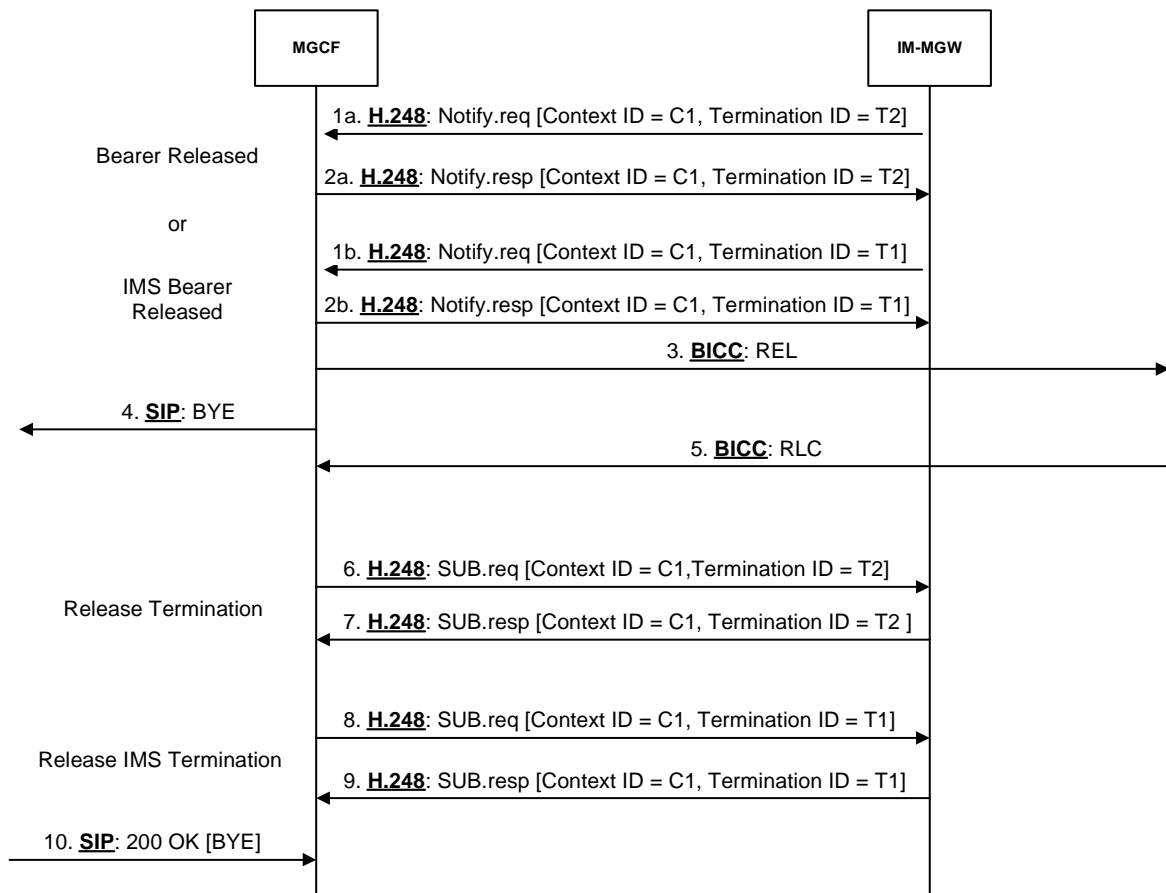 MGCF
IM-MGW
1a. H.248: Notify.req [Context ID = C1, Termination ID = T2]
Bearer Released
2a. H.248: Notify.resp [Context ID = C1, Termination ID = T2]
or
1b. H.248: Notify.req [Context ID = C1, Termination ID = T1]
IMS Bearer
Released
2b. H.248: Notify.resp [Context ID = C1, Termination ID = T1]
3. BICC: REL
4. SIP: BYE
5. BICC: RLC
6. H.248: SUB.req [Context ID = C1,Termination ID = T2]
Release Termination
7. H.248: SUB.resp [Context ID = C1, Termination ID = T2 ]
8. H.248: SUB.req [Context ID = C1, Termination ID = T1]
Release IMS Termination
9. H.248: SUB.resp [Context ID = C1, Termination ID = T1]
10. SIP: 200 OK [BYE]